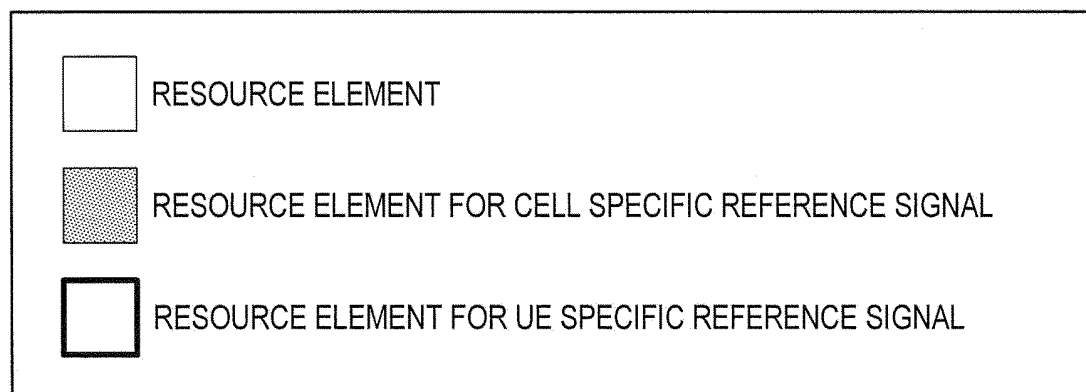 RESOURCE ELEMENT
RESOURCE ELEMENT FOR CELL SPECIFIC REFERENCE SIGNAL
RESOURCE ELEMENT FOR UE SPECIFIC REFERENCE SIGNAL